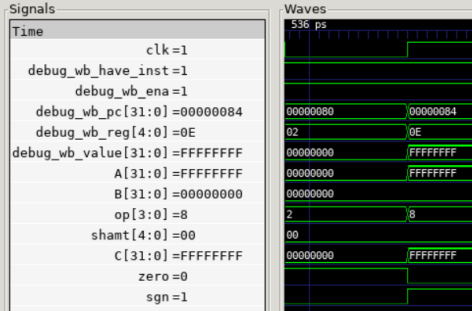 Signals
Waves
Time
536 ps
clk=1
debug_wb_have_inst=1
debug_wb_ena=1
debug_wb_pc[31:0]=00000084
00000080 00000084
debug_wb_reg[4:0]=0E
02 0E
debug_wb_value[31:0]=FFFFFFFF
00000000 FFFFFFFF
A[31:0]=FFFFFFFF
00000000 FFFFFFFF
B[31:0]=00000000
00000000
op[3:0]=8
2 8
shamt[4:0]=00
00
C[31:0]=FFFFFFFF
00000000 FFFFFFFF
zero=0
sgn=1